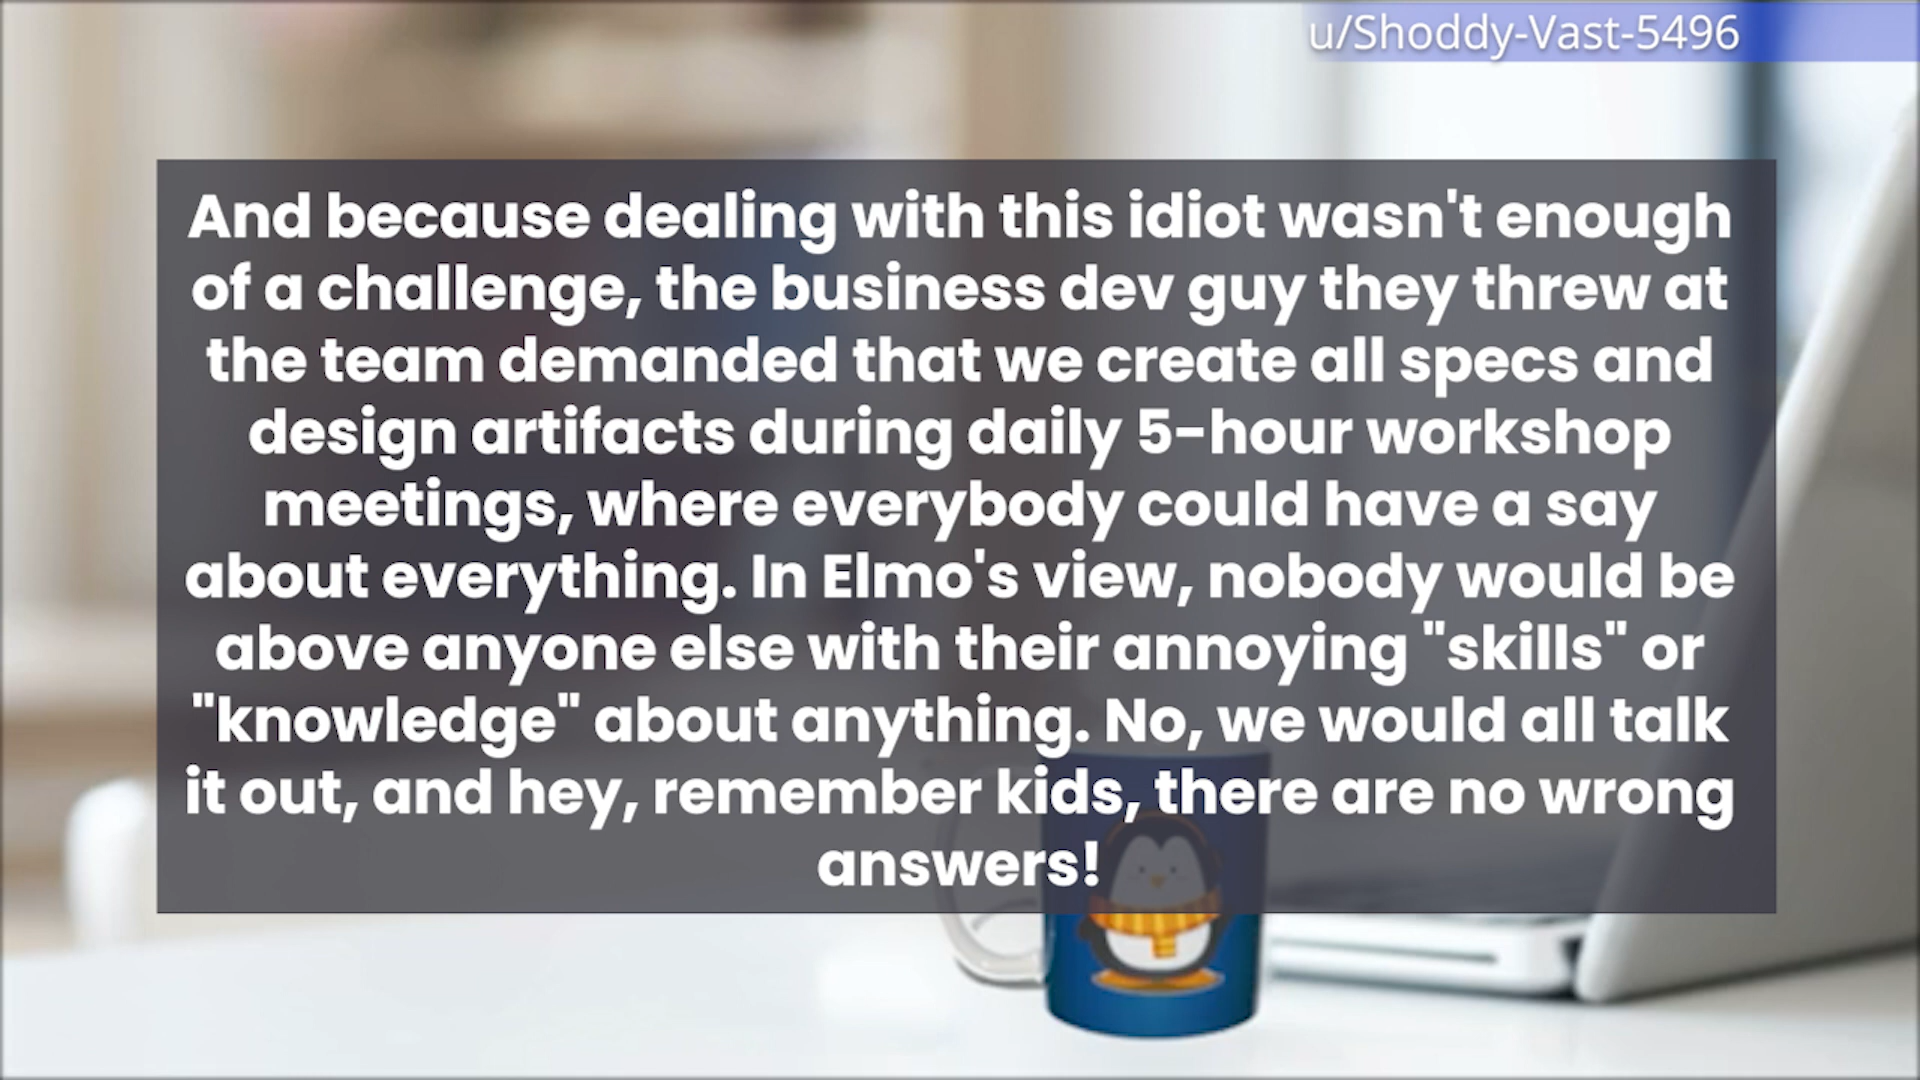 u/Shoddy-Vast-5496
And because dealing with this idiot wasn't enough
of a challenge, the business dev guy they threw at
the team demanded that we create all specs and
design artifacts during daily 5-hour workshop
meetings, where everybody could have a say
about everything. In Elmo's view, nobody would be
above anyone else with their annoying "skills" or
"knowledge" about anything. No, we would all talk
it out, and hey, remember kids, there are no wrong
answers!